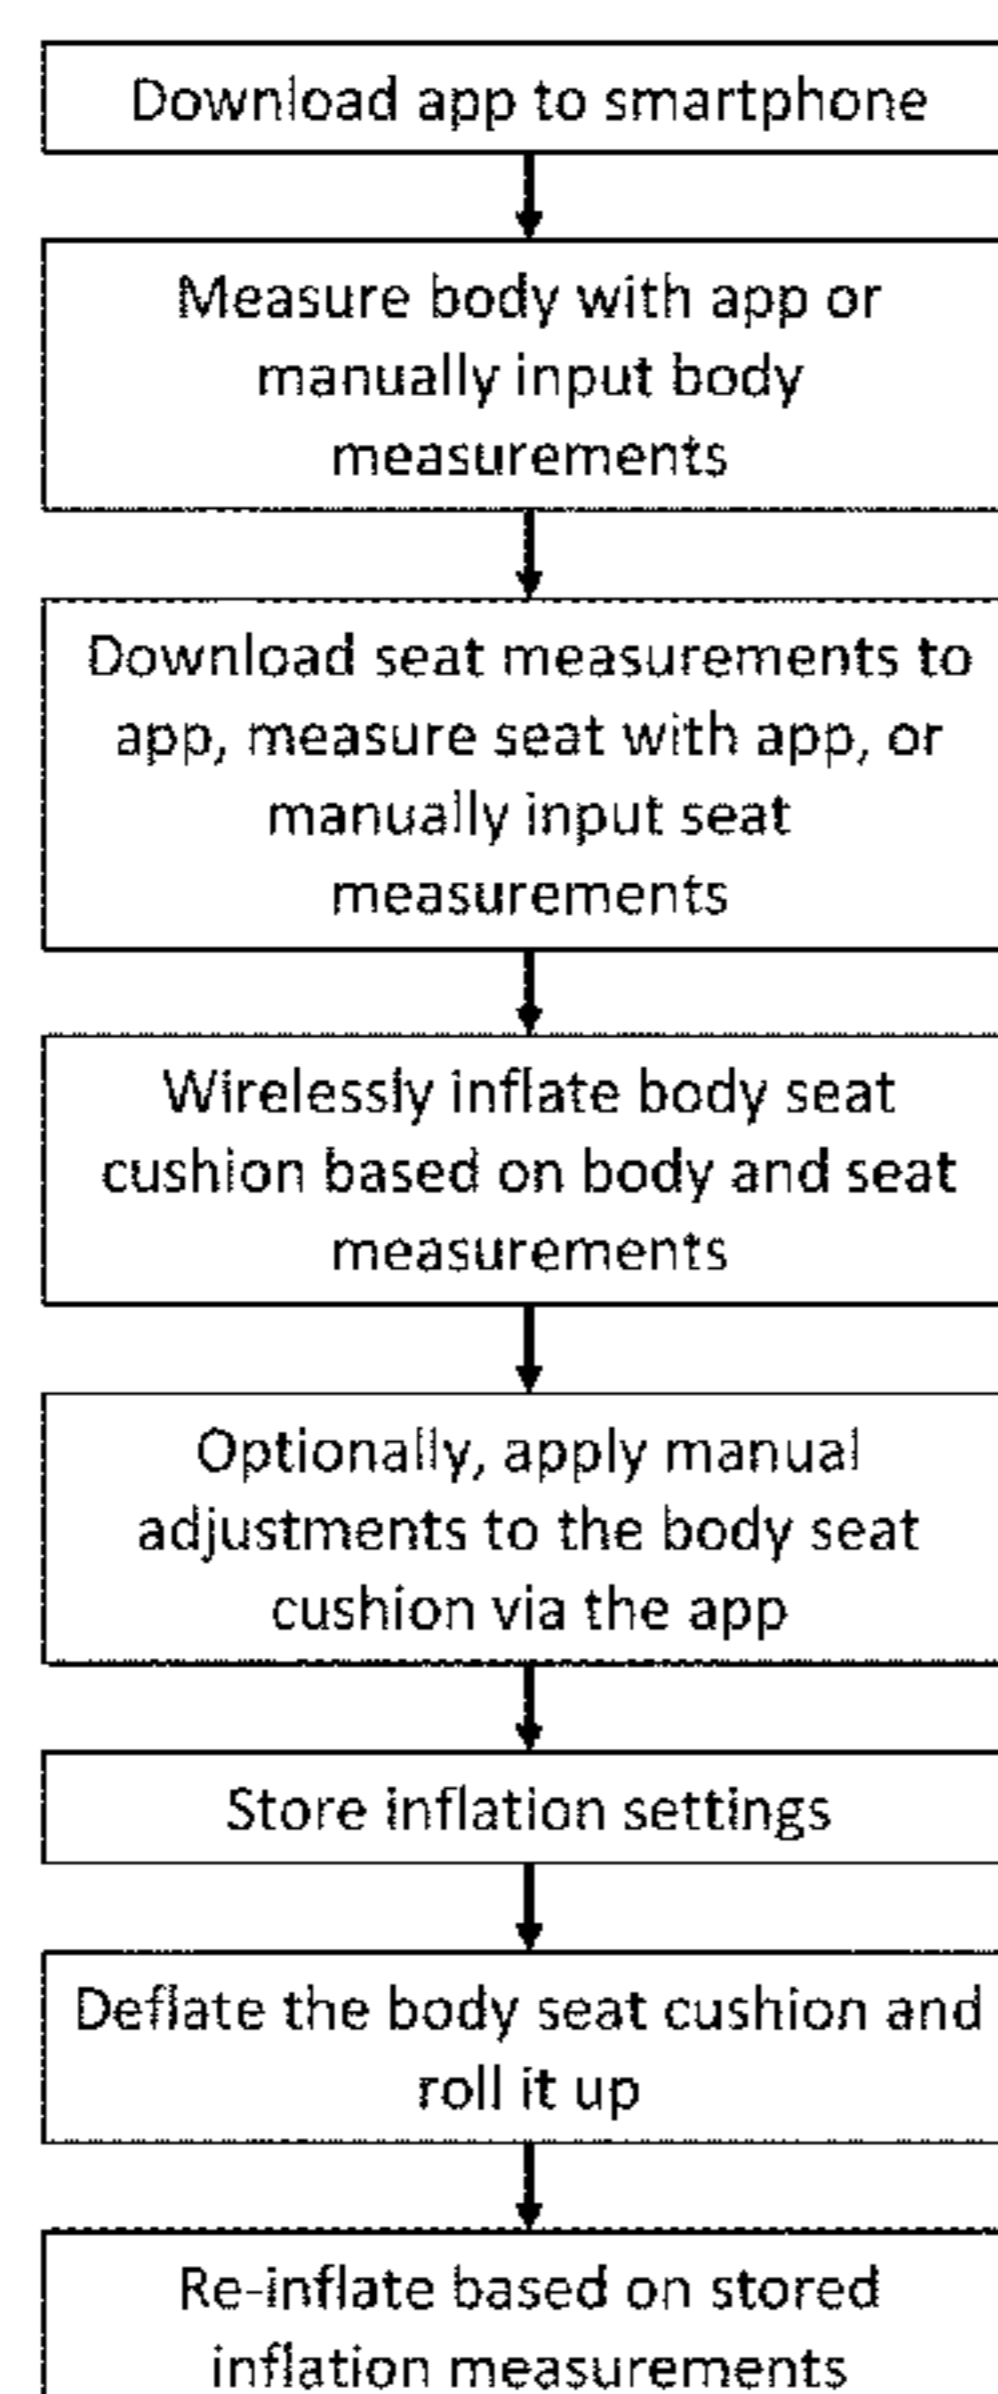 Download app to smartphone
Measure body with app or
manually input body
measurements
Download seat measurements to
app, measure seat with app, or
manually input seat
measurements
Wirelessly inflate body seat
cushion based on body and seat
measurements
Optionally, apply manual
adjustments to the body seat
cushion via the app
Store inflation settings
Deflate the body seat cushion and
roll it up
Re-inflate based on stored
inflation measurements